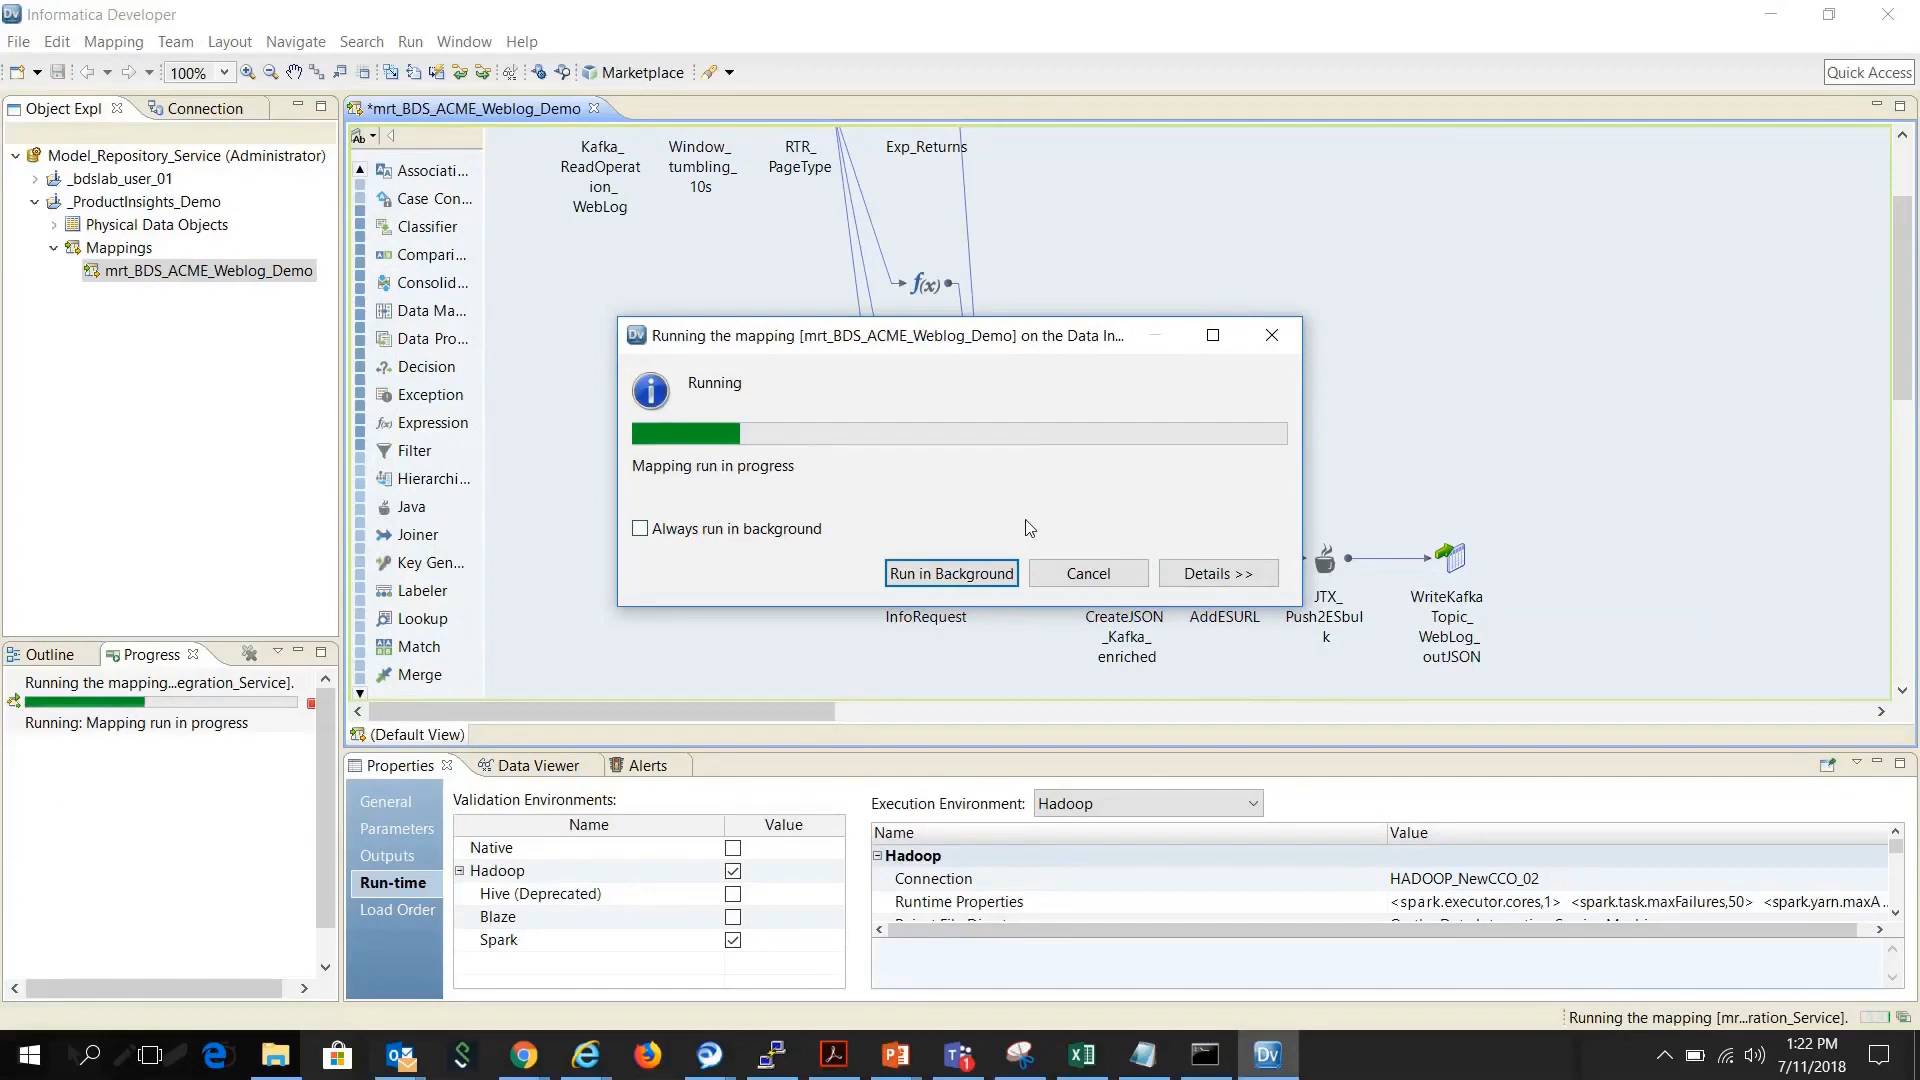 Informatica Developer
File Edit Mapping Team Layout Navigate Search Run Window Help
100% Marketplace Quick Access
Object Expl Connection
*mrt_BDS_ACME_Weblog_Demo
Model_Repository_Service (Administrator)
_bdslab_user_01
_ProductInsights_Demo
Physical Data Objects
Mappings
mrt_BDS_ACME_Weblog_Demo
Outline Progress
Running the mapping...egration_Service].
Running: Mapping run in progress
Ab
Associati...
Case Con...
Classifier
Compari...
Consolid...
Data Ma...
Data Pro...
Decision
Exception
Expression
Filter
Hierarchi...
Java
Joiner
Key Gen...
Labeler
Lookup
Match
Merge
Kafka_
ReadOperat
ion_
WebLog
Window_
tumbling_
10s
RTR_
PageType
Exp_Returns
f(x)
Running the mapping [mrt_BDS_ACME_Weblog_Demo] on the Data In...
Running
Mapping run in progress
Always run in background
Run in Background Cancel Details >>
InfoRequest
CreateJSON
_Kafka_
enriched
AddESURL
JTX_
Push2ESbul
k
WriteKafka
Topic_
WebLog_
outJSON
(Default View)
Properties Data Viewer Alerts
General
Parameters
Outputs
Run-time
Load Order
Validation Environments:
Name Value
Native
Hadoop
Hive (Deprecated)
Blaze
Spark
Execution Environment: Hadoop
Name Value
Hadoop
Connection HADOOP_NewCCO_02
Runtime Properties <spark.executor.cores,1> <spark.task.maxFailures,50> <spark.yarn.maxA...
Running the mapping [mr...ration_Service].
1:22 PM
7/11/2018